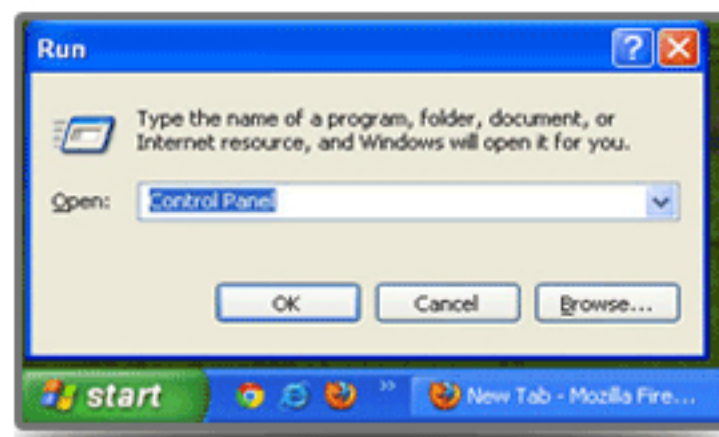 Run
Type the name of a program, folder, document, or
Internet resource, and Windows will open it for you.
Open: Control Panel
OK Cancel Browse...
start New Tab - Mozilla Fire...